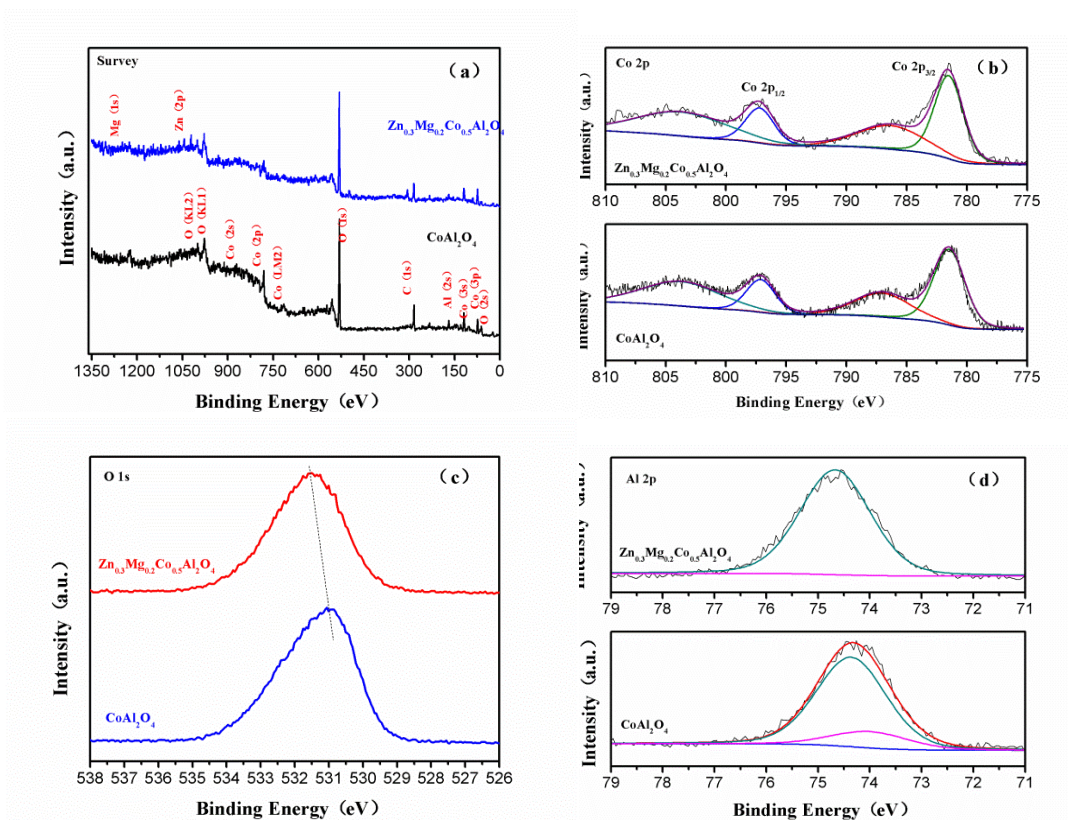 Survey
(a)
Mg (1s)
Zn (2p)
Zn0.3Mg0.2Co0.5Al2O4
O (KL2)
O (KL1)
Co (2s)
Co (2p)
Co (LM2)
O (1s)
CoAl2O4
C (1s)
Al (2s)
Co (3s)
Co (3p)
O (2s)
Intensity (a.u.)
1350 1200 1050 900 750 600 450 300 150 0
Binding Energy (eV)
Co 2p
(b)
Co 2p1/2
Co 2p3/2
Zn0.3Mg0.2Co0.5Al2O4
Intensity (a.u.)
810 805 800 795 790 785 780 775
CoAl2O4
Intensity (a.u.)
810 805 800 795 790 785 780 775
Binding Energy (eV)
O 1s
(c)
Zn0.3Mg0.2Co0.5Al2O4
CoAl2O4
Intensity (a.u.)
538 537 536 535 534 533 532 531 530 529 528 527 526
Binding Energy (eV)
Al 2p
(d)
Zn0.3Mg0.2Co0.5Al2O4
Intensity (a.u.)
79 78 77 76 75 74 73 72 71
CoAl2O4
Intensity (a.u.)
79 78 77 76 75 74 73 72 71
Binding Energy (eV)